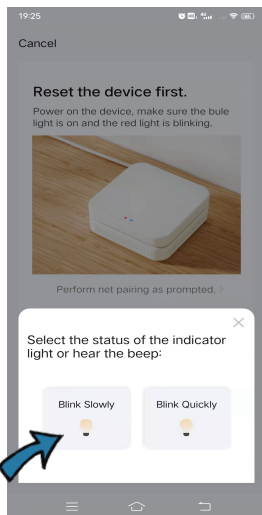 19:25
Cancel
Reset the device first.
Power on the device, make sure the bule
light is on and the red light is blinking.
Perform net pairing as prompted. >
Select the status of the indicator
light or hear the beep:
Blink Slowly
Blink Quickly